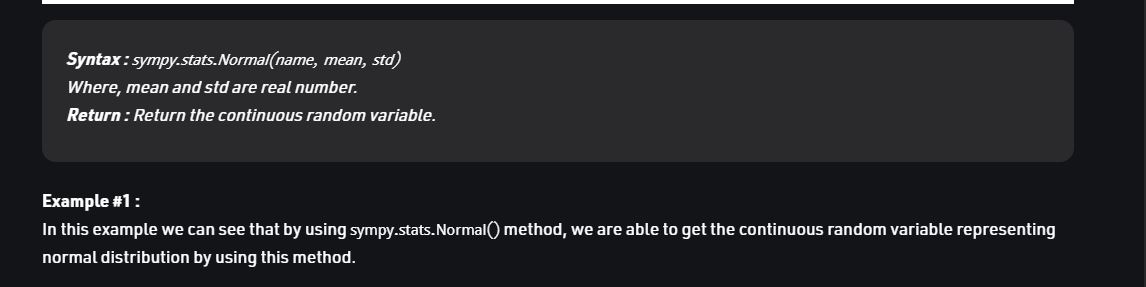 Syntax : sympy.stats.Normal(name, mean, std)
Where, mean and std are real number.
Return : Return the continuous random variable.
Example #1 :
In this example we can see that by using sympy.stats.Normal() method, we are able to get the continuous random variable representing
normal distribution by using this method.